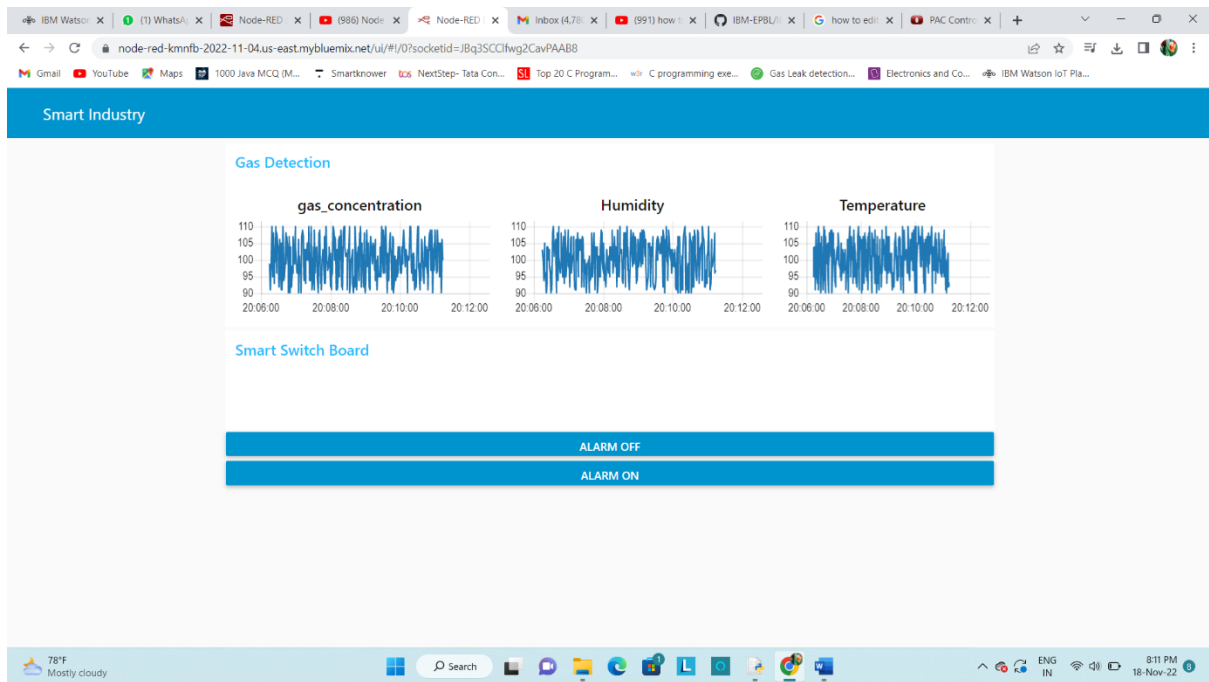 IBM Watson (1) WhatsA Node-RED (986) Node Node-RED Inbox (4,78 (991) how t IBM-EPBL/I how to edit PAC Contro
node-red-kmnfb-2022-11-04.us-east.mybluemix.net/ui/#!/0?socketid=JBq3SCClfwg2CavPAAB8
Gmail YouTube Maps 1000 Java MCQ (M... Smartknower NextStep- Tata Con... Top 20 C Program... C programming exe... Gas Leak detection... Electronics and Co... IBM Watson IoT Pla...
Smart Industry
Gas Detection
gas_concentration Humidity Temperature
110 110 110
105 105 105
100 100 100
95 95 95
90 90 90
20:06:00 20:08:00 20:10:00 20:12:00 20:06:00 20:08:00 20:10:00 20:12:00 20:06:00 20:08:00 20:10:00 20:12:00
Smart Switch Board
ALARM OFF
ALARM ON
78°F
Mostly cloudy
Search
ENG
IN
8:11 PM
18-Nov-22
8